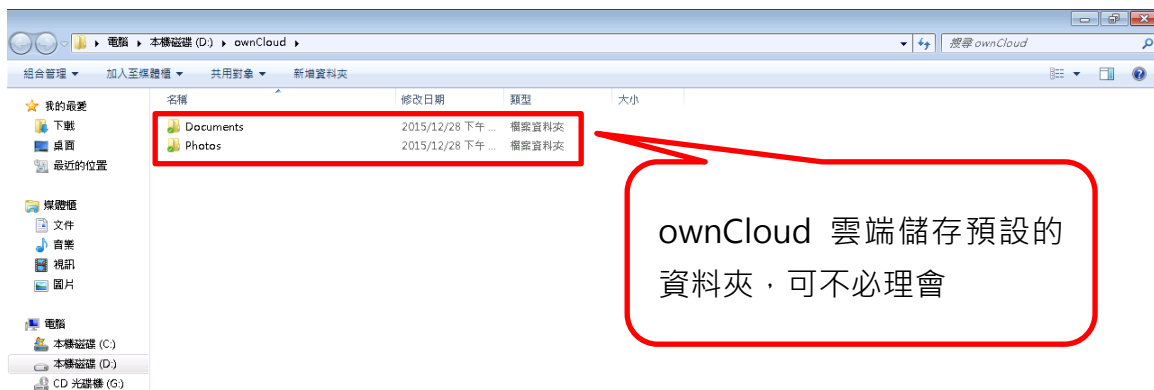 電腦 本機磁碟 (D:) ownCloud 搜尋 ownCloud
組合管理 加入至媒體櫃 共用對象 新增資料夾
名稱 修改日期 類型 大小
Documents 2015/12/28 下午 ... 檔案資料夾
Photos 2015/12/28 下午 ... 檔案資料夾
我的最愛
下載
桌面
最近的位置
媒體櫃
文件
音樂
視訊
圖片
電腦
本機磁碟 (C:)
本機磁碟 (D:)
CD 光碟機 (G:)
ownCloud 雲端儲存預設的
資料夾，可不必理會